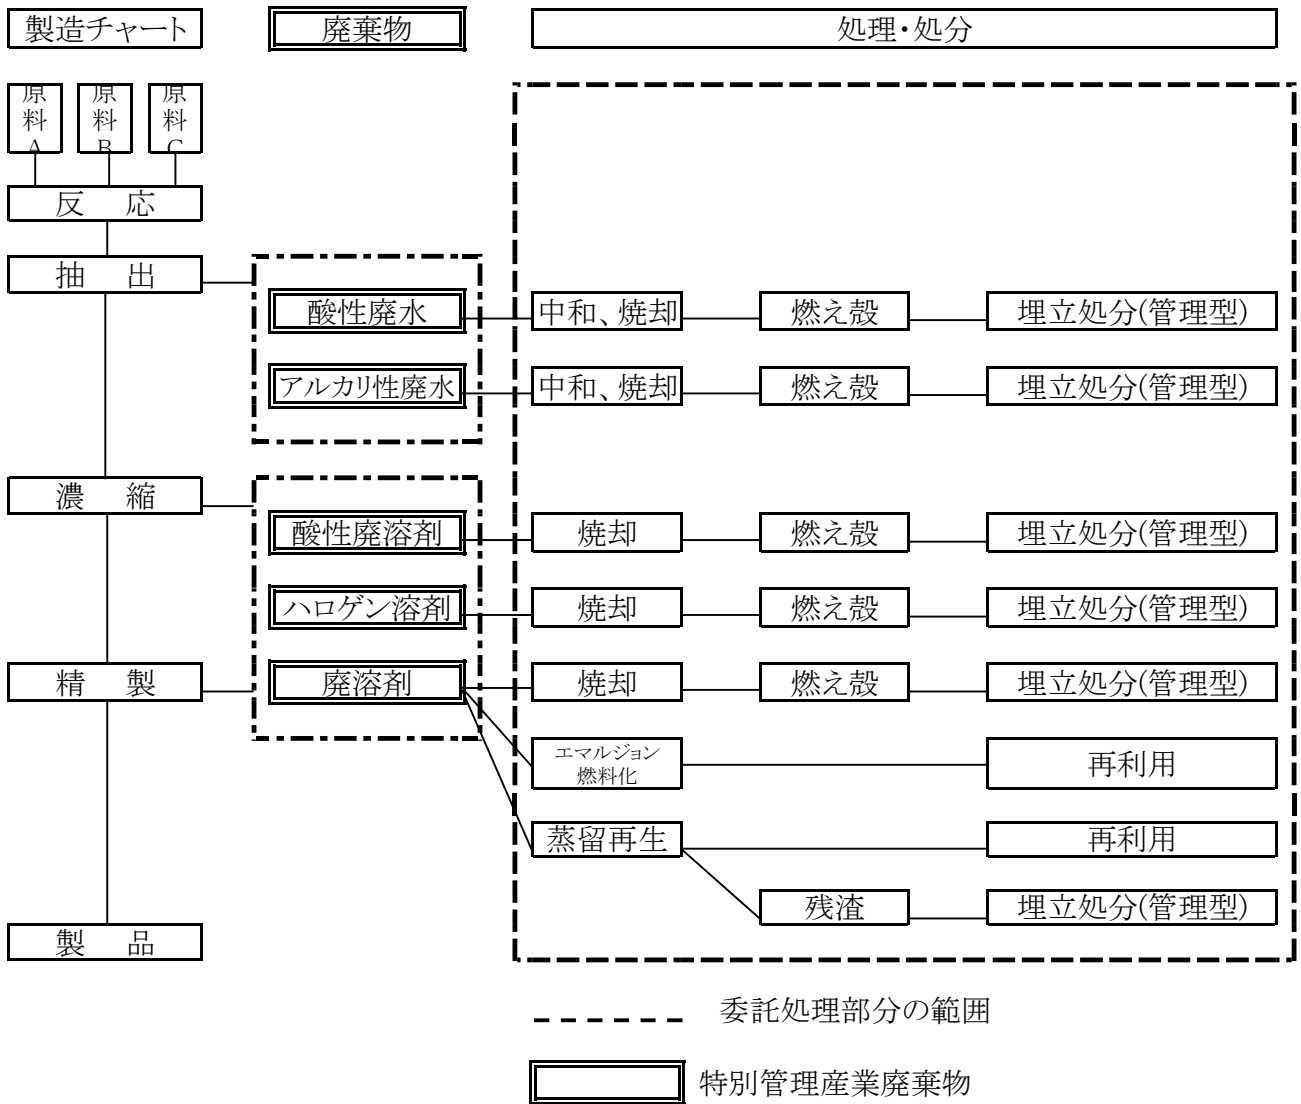 製造チャート
廃棄物
処理・処分
原料A
原料B
原料C
反 応
抽 出
酸性廃水
中和、焼却
燃え殻
埋立処分(管理型)
アルカリ性廃水
中和、焼却
燃え殻
埋立処分(管理型)
濃 縮
酸性廃溶剤
焼却
燃え殻
埋立処分(管理型)
ハロゲン溶剤
焼却
燃え殻
埋立処分(管理型)
精 製
廃溶剤
焼却
燃え殻
埋立処分(管理型)
エマルジョン
燃料化
再利用
蒸留再生
再利用
残渣
埋立処分(管理型)
製 品
委託処理部分の範囲
特別管理産業廃棄物